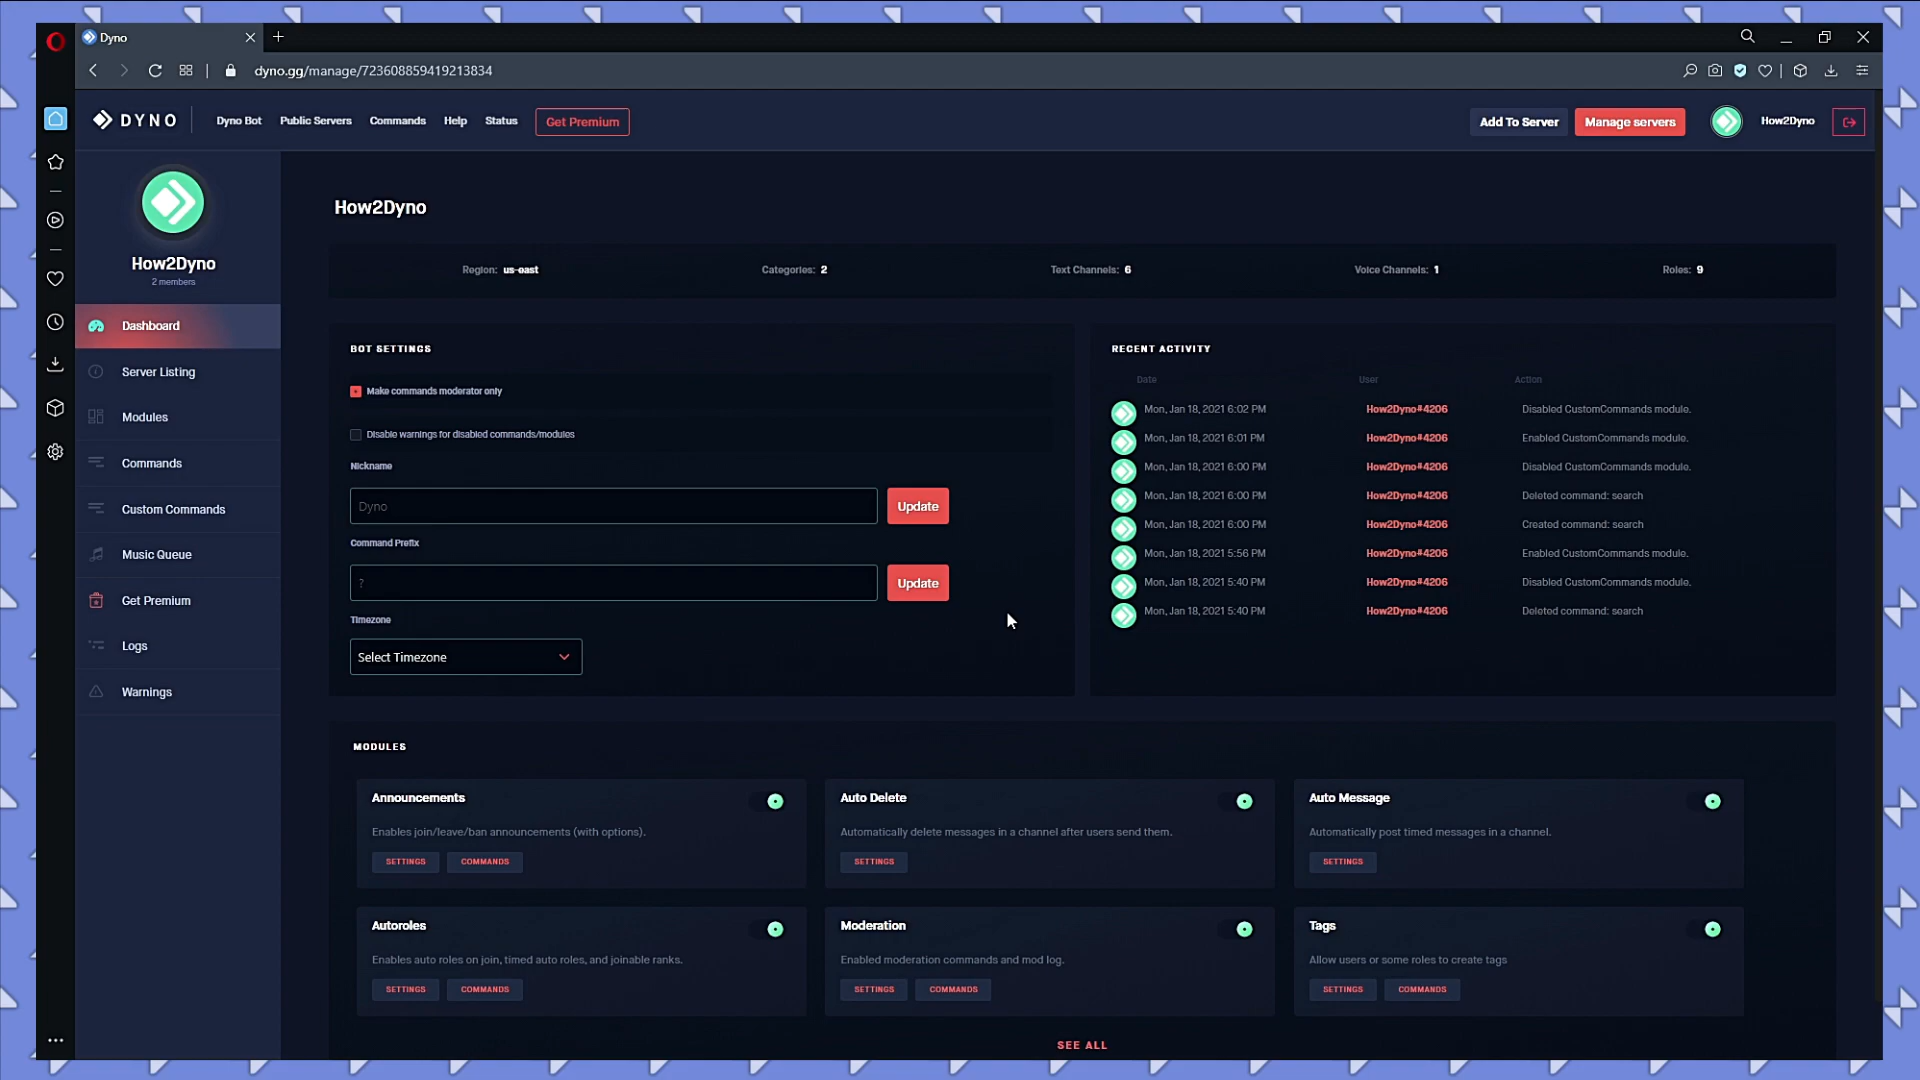 Dyno
dyno.gg/manage/723608859419213834
DYNO
Dyno Bot
Public Servers
Commands
Help
Status
Get Premium
Add To Server
Manage servers
How2Dyno
How2Dyno
2 members
Dashboard
Server Listing
Modules
Commands
Custom Commands
Music Queue
Get Premium
Logs
Warnings
How2Dyno
Region: us-east
Categories: 2
Text Channels: 6
Voice Channels: 1
Roles: 9
BOT SETTINGS
Make commands moderator only
Disable warnings for disabled commands/modules
Nickname
Dyno
Update
Command Prefix
?
Update
Timezone
Select Timezone
RECENT ACTIVITY
Date User Action
Mon, Jan 18, 2021 6:02 PM How2Dyno#4206 Disabled CustomCommands module.
Mon, Jan 18, 2021 6:01 PM How2Dyno#4206 Enabled CustomCommands module.
Mon, Jan 18, 2021 6:00 PM How2Dyno#4206 Disabled CustomCommands module.
Mon, Jan 18, 2021 6:00 PM How2Dyno#4206 Deleted command: search
Mon, Jan 18, 2021 6:00 PM How2Dyno#4206 Created command: search
Mon, Jan 18, 2021 5:56 PM How2Dyno#4206 Enabled CustomCommands module.
Mon, Jan 18, 2021 5:40 PM How2Dyno#4206 Disabled CustomCommands module.
Mon, Jan 18, 2021 5:40 PM How2Dyno#4206 Deleted command: search
MODULES
Announcements
Enables join/leave/ban announcements (with options).
SETTINGS COMMANDS
Auto Delete
Automatically delete messages in a channel after users send them.
SETTINGS
Auto Message
Automatically post timed messages in a channel.
SETTINGS
Autoroles
Enables auto roles on join, timed auto roles, and joinable ranks.
SETTINGS COMMANDS
Moderation
Enabled moderation commands and mod log.
SETTINGS COMMANDS
Tags
Allow users or some roles to create tags
SETTINGS COMMANDS
SEE ALL